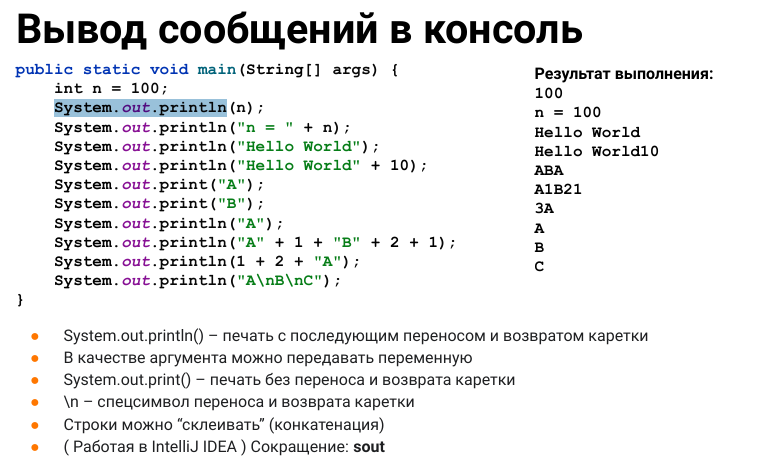 Вывод сообщений в консоль
public static void main(String[] args) {
    int n = 100;
    System.out.println(n);
    System.out.println("n = " + n);
    System.out.println("Hello World");
    System.out.println("Hello World" + 10);
    System.out.print("A");
    System.out.print("B");
    System.out.println("A");
    System.out.println("A" + 1 + "B" + 2 + 1);
    System.out.println(1 + 2 + "A");
    System.out.println("A\nB\nC");
}
Результат выполнения:
100
n = 100
Hello World
Hello World10
ABA
A1B21
3A
A
B
C
● System.out.println() – печать с последующим переносом и возвратом каретки
● В качестве аргумента можно передавать переменную
● System.out.print() – печать без переноса и возврата каретки
● \n – спецсимвол переноса и возврата каретки
● Строки можно “склеивать” (конкатенация)
● ( Работая в IntelliJ IDEA ) Сокращение: sout